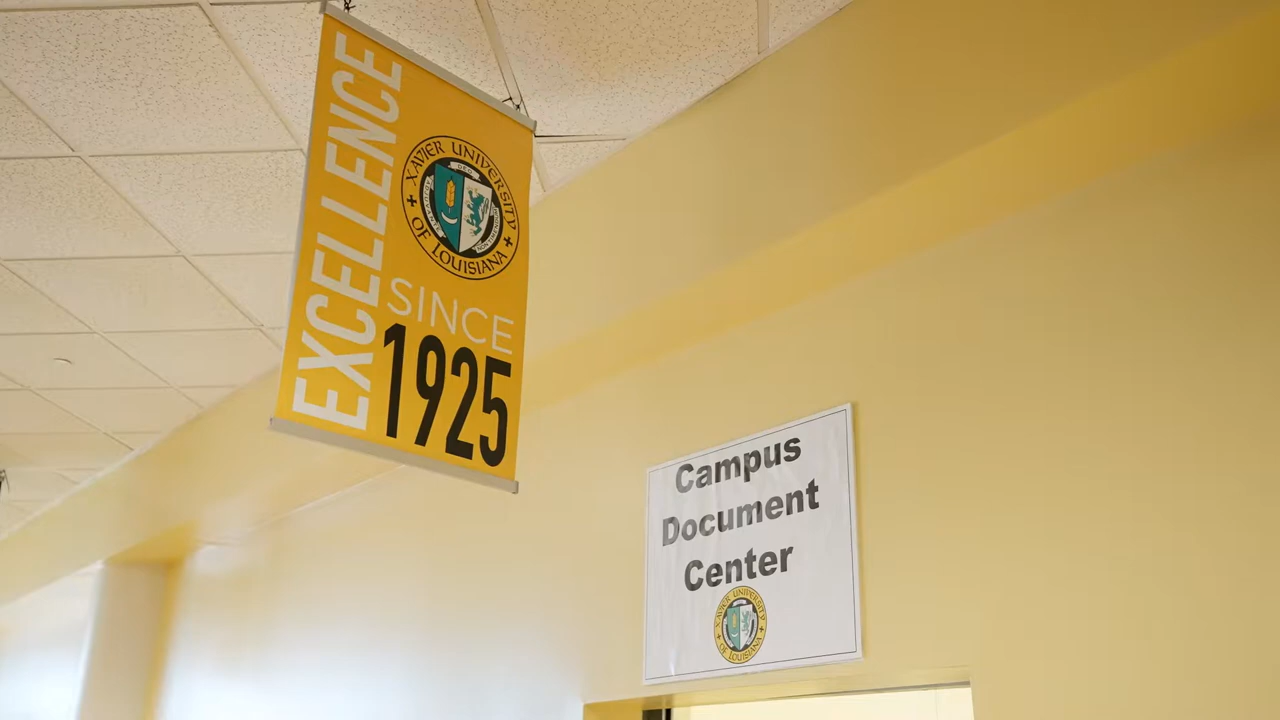 EXCELLENCE
XAVIER UNIVERSITY
OF LOUISIANA
SINCE
1925
Campus
Document
Center
XAVIER UNIVERSITY
OF LOUISIANA